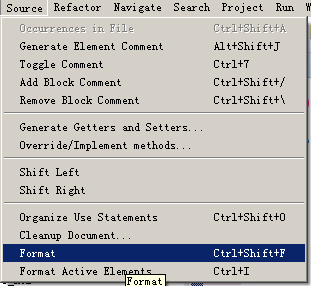 Source Refactor Navigate Search Project Run W
Occurrences in File Ctrl+Shift+A
Generate Element Comment Alt+Shift+J
Toggle Comment Ctrl+7
Add Block Comment Ctrl+Shift+/
Remove Block Comment Ctrl+Shift+\
Generate Getters and Setters...
Override/Implement methods...
Shift Left
Shift Right
Organize Use Statements Ctrl+Shift+O
Cleanup Document...
Format Ctrl+Shift+F
Format Active Elements Ctrl+I
Format